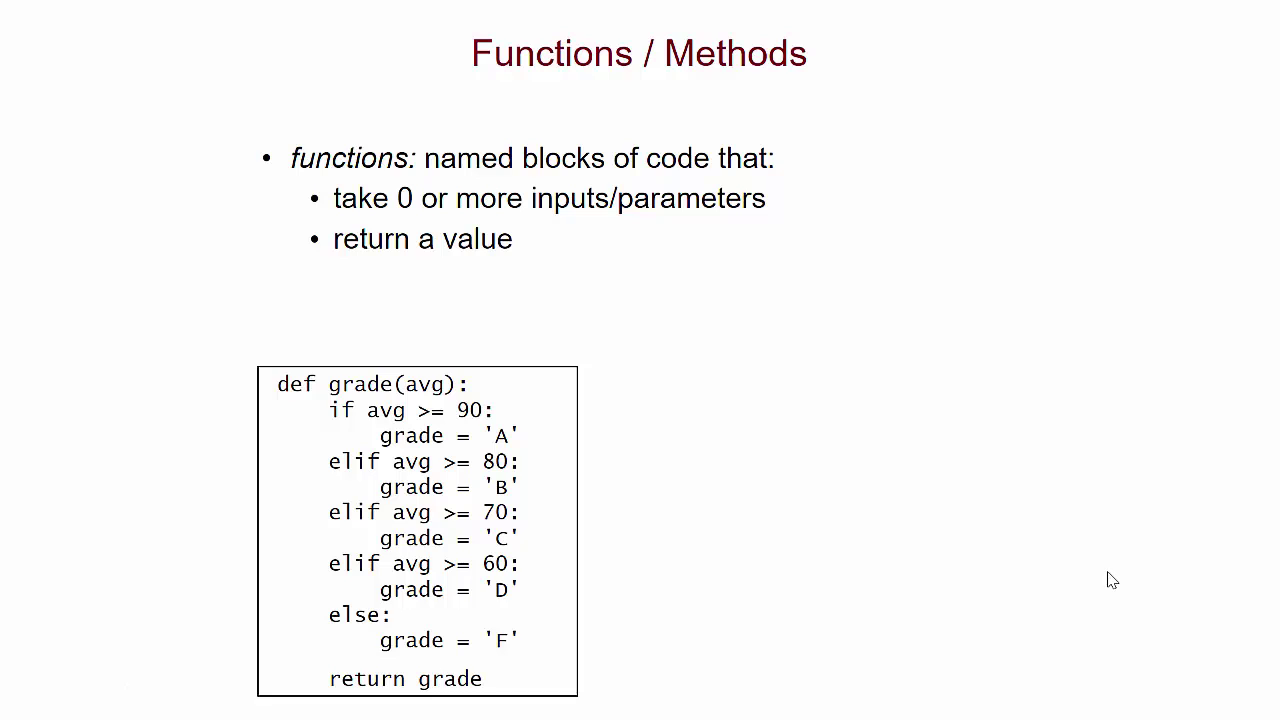 Functions / Methods
• functions: named blocks of code that:
• take 0 or more inputs/parameters
• return a value
def grade(avg):
    if avg >= 90:
        grade = 'A'
    elif avg >= 80:
        grade = 'B'
    elif avg >= 70:
        grade = 'C'
    elif avg >= 60:
        grade = 'D'
    else:
        grade = 'F'
    return grade